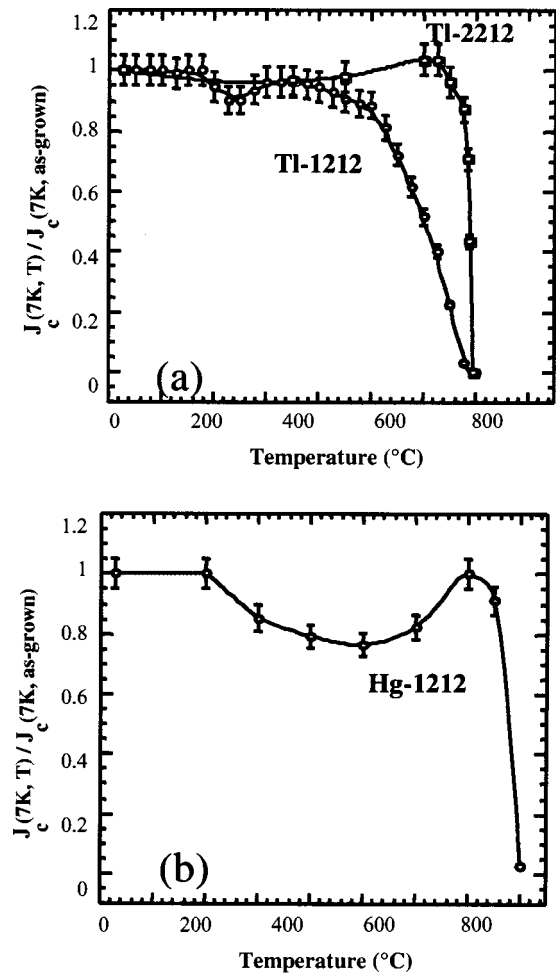 1.2
1
0.8
0.6
0.4
0.2
0
J_c(7K, T) / J_c(7K, as-grown)
Tl-2212
Tl-1212
(a)
0 200 400 600 800
Temperature (°C)
1.2
1
0.8
0.6
0.4
0.2
0
J_c(7K, T) / J_c(7K, as-grown)
Hg-1212
(b)
0 200 400 600 800
Temperature (°C)